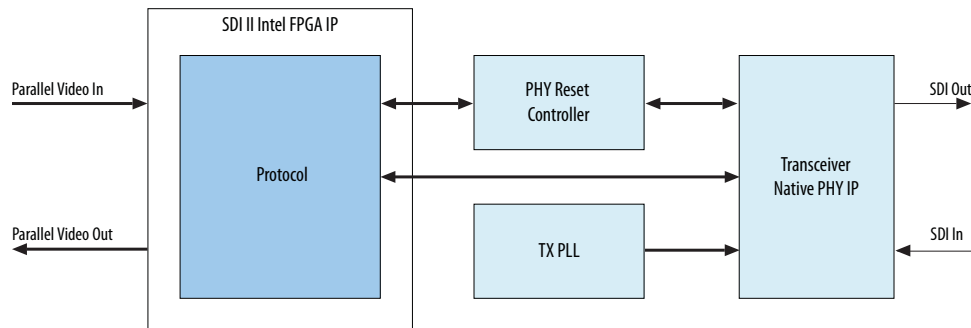 SDI II Intel FPGA IP
Parallel Video In
PHY Reset
Controller
SDI Out
Protocol
Transceiver
Native PHY IP
Parallel Video Out
TX PLL
SDI In